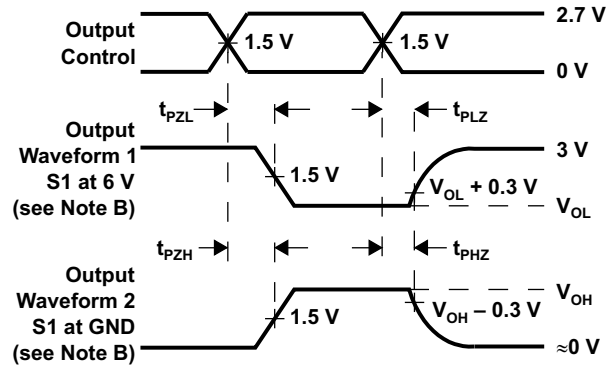 Output
Control
1.5 V
1.5 V
2.7 V
0 V
tPZL
tPLZ
Output
Waveform 1
S1 at 6 V
(see Note B)
1.5 V
VOL + 0.3 V
3 V
VOL
tPZH
tPHZ
Output
Waveform 2
S1 at GND
(see Note B)
1.5 V
VOH – 0.3 V
VOH
≈0 V